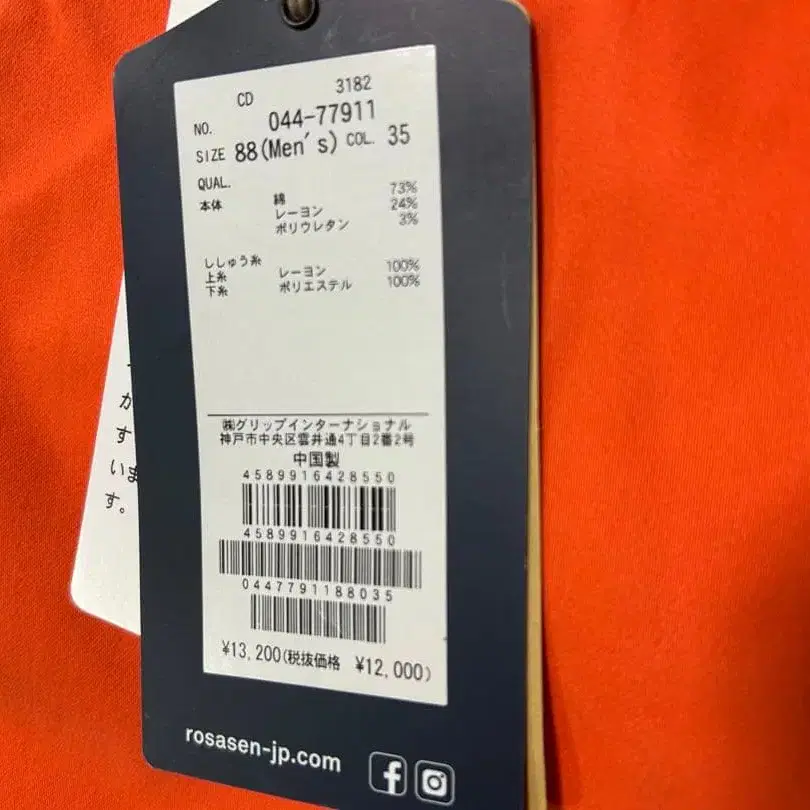 CD 3182
NO. 044-77911
SIZE 88(Men's) COL. 35
QUAL.
本体 綿 73%
レーヨン 24%
ポリウレタン 3%
ししゅう糸
上糸 レーヨン 100%
下糸 ポリエステル 100%
㈱グリップインターナショナル
神戸市中央区雲井通4丁目2番2号
中国製
4589916428550
4589916428550
0447791188035
¥13,200(税抜価格 ¥12,000)
rosasen-jp.com
か
す
いま
す。